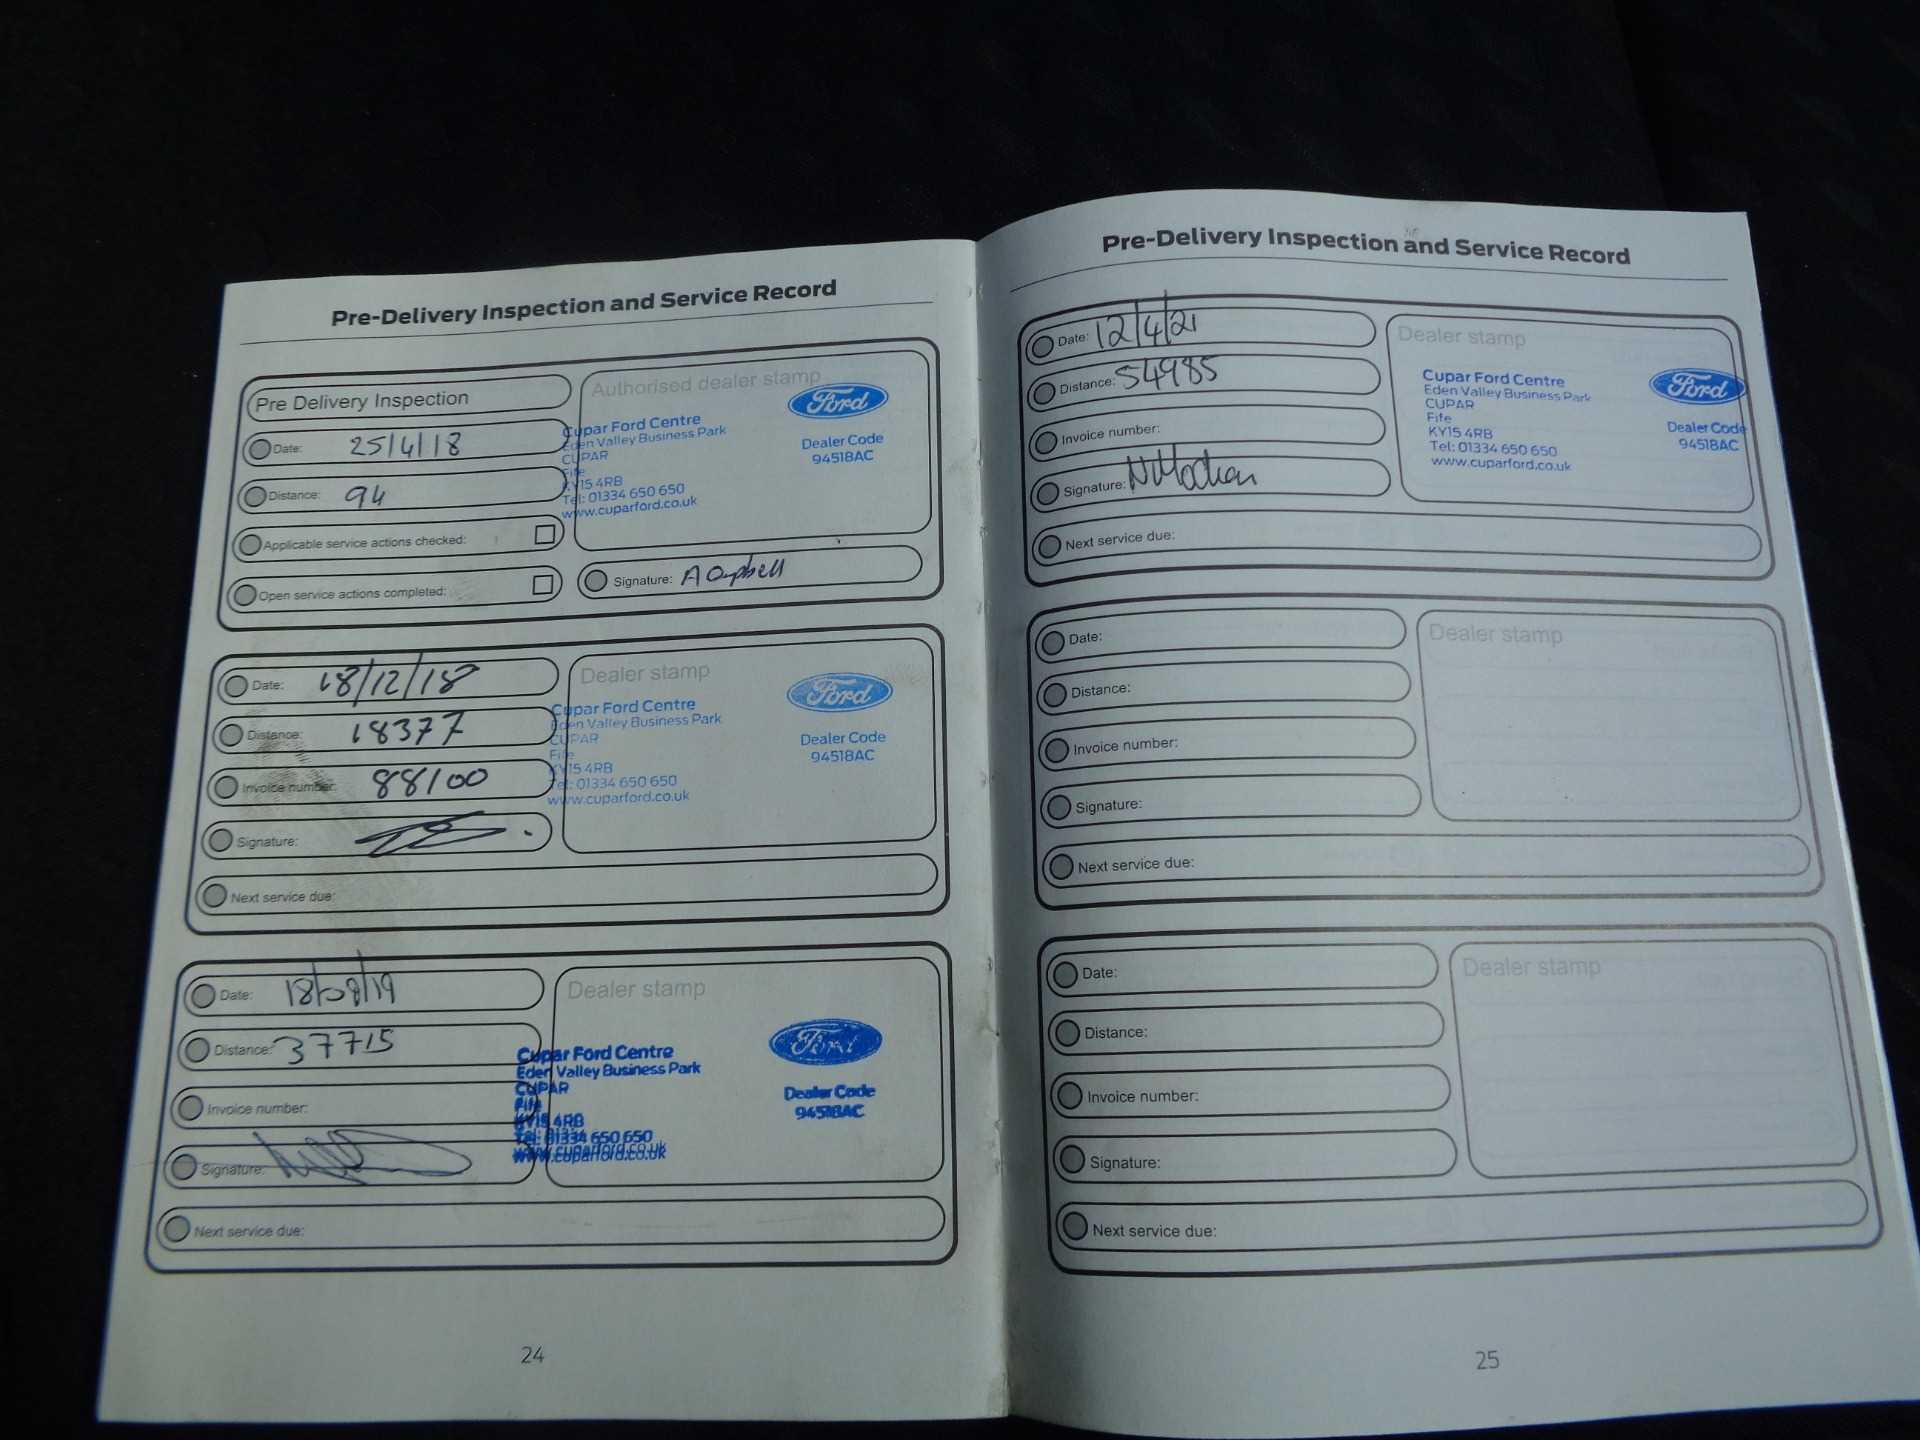 Pre-Delivery Inspection and Service Record
Pre Delivery Inspection
Date: 25/4/18
Distance: 94
Applicable service actions checked:
Open service actions completed:
Authorised dealer stamp
Ford
Cupar Ford Centre
Eden Valley Business Park
CUPAR
Fife
KY15 4RB
Tel: 01334 650 650
www.cuparford.co.uk
Dealer Code
94518AC
Signature: A Campbell
Date: 18/12/18
Distance: 18377
Invoice number: 88100
Signature:
Next service due:
Dealer stamp
Ford
Cupar Ford Centre
Eden Valley Business Park
CUPAR
Fife
KY15 4RB
Tel: 01334 650 650
www.cuparford.co.uk
Dealer Code
94518AC
Date: 18/08/19
Distance: 37715
Invoice number:
Signature:
Next service due:
Dealer stamp
Ford
Cupar Ford Centre
Eden Valley Business Park
CUPAR
Fife
KY15 4RB
Tel: 01334 650 650
www.cuparford.co.uk
Dealer Code
94518AC
24
Pre-Delivery Inspection and Service Record
Date: 12/4/21
Distance: 54985
Invoice number:
Signature:
Next service due:
Dealer stamp
Ford
Cupar Ford Centre
Eden Valley Business Park
CUPAR
Fife
KY15 4RB
Tel: 01334 650 650
www.cuparford.co.uk
Dealer Code
94518AC
Date:
Distance:
Invoice number:
Signature:
Next service due:
Dealer stamp
Date:
Distance:
Invoice number:
Signature:
Next service due:
Dealer stamp
25